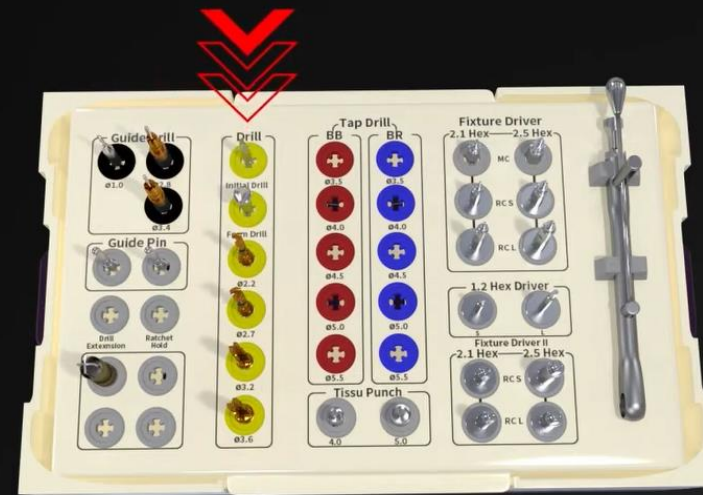 Guide Drill
ø1.0
ø2.8
ø3.4
Guide Pin
Drill
Extension
Ratchet
Hold
Drill
Initial Drill
Form Drill
ø2.2
ø2.7
ø3.2
ø3.6
Tap Drill
BB BR
ø3.5 ø3.5
ø4.0 ø4.0
ø4.5 ø4.5
ø5.0 ø5.0
ø5.5 ø5.5
Tissu Punch
4.0 5.0
Fixture Driver
2.1 Hex 2.5 Hex
MC
RC S
RC L
1.2 Hex Driver
S L
Fixture Driver II
2.1 Hex 2.5 Hex
RC S
RC L